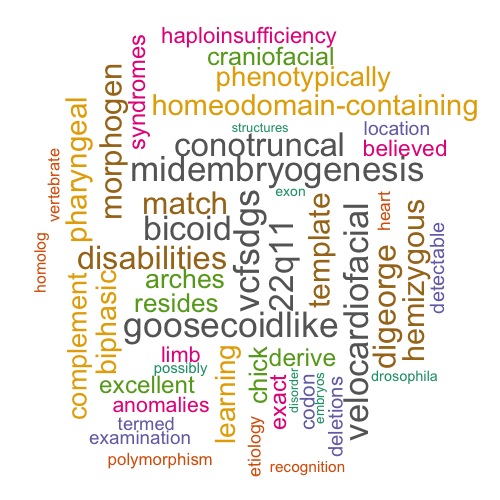 haploinsufficiency
craniofacial
phenotypically
homeodomain-containing
syndromes
morphogen
pharyngeal
structures
location
believed
conotruncal
midembryogenesis
vertebrate
homolog
exon
match
bicoid
disabilities
arches
resides
goosecoidlike
vcfsdgs
22q11
template
velocardiofacial
heart
digeorge
hemizygous
detectable
complement
biphasic
limb
possibly
excellent
anomalies
termed
examination
polymorphism
learning
chick
derive
etiology
exact
disorder
codon
embryos
deletions
drosophila
recognition